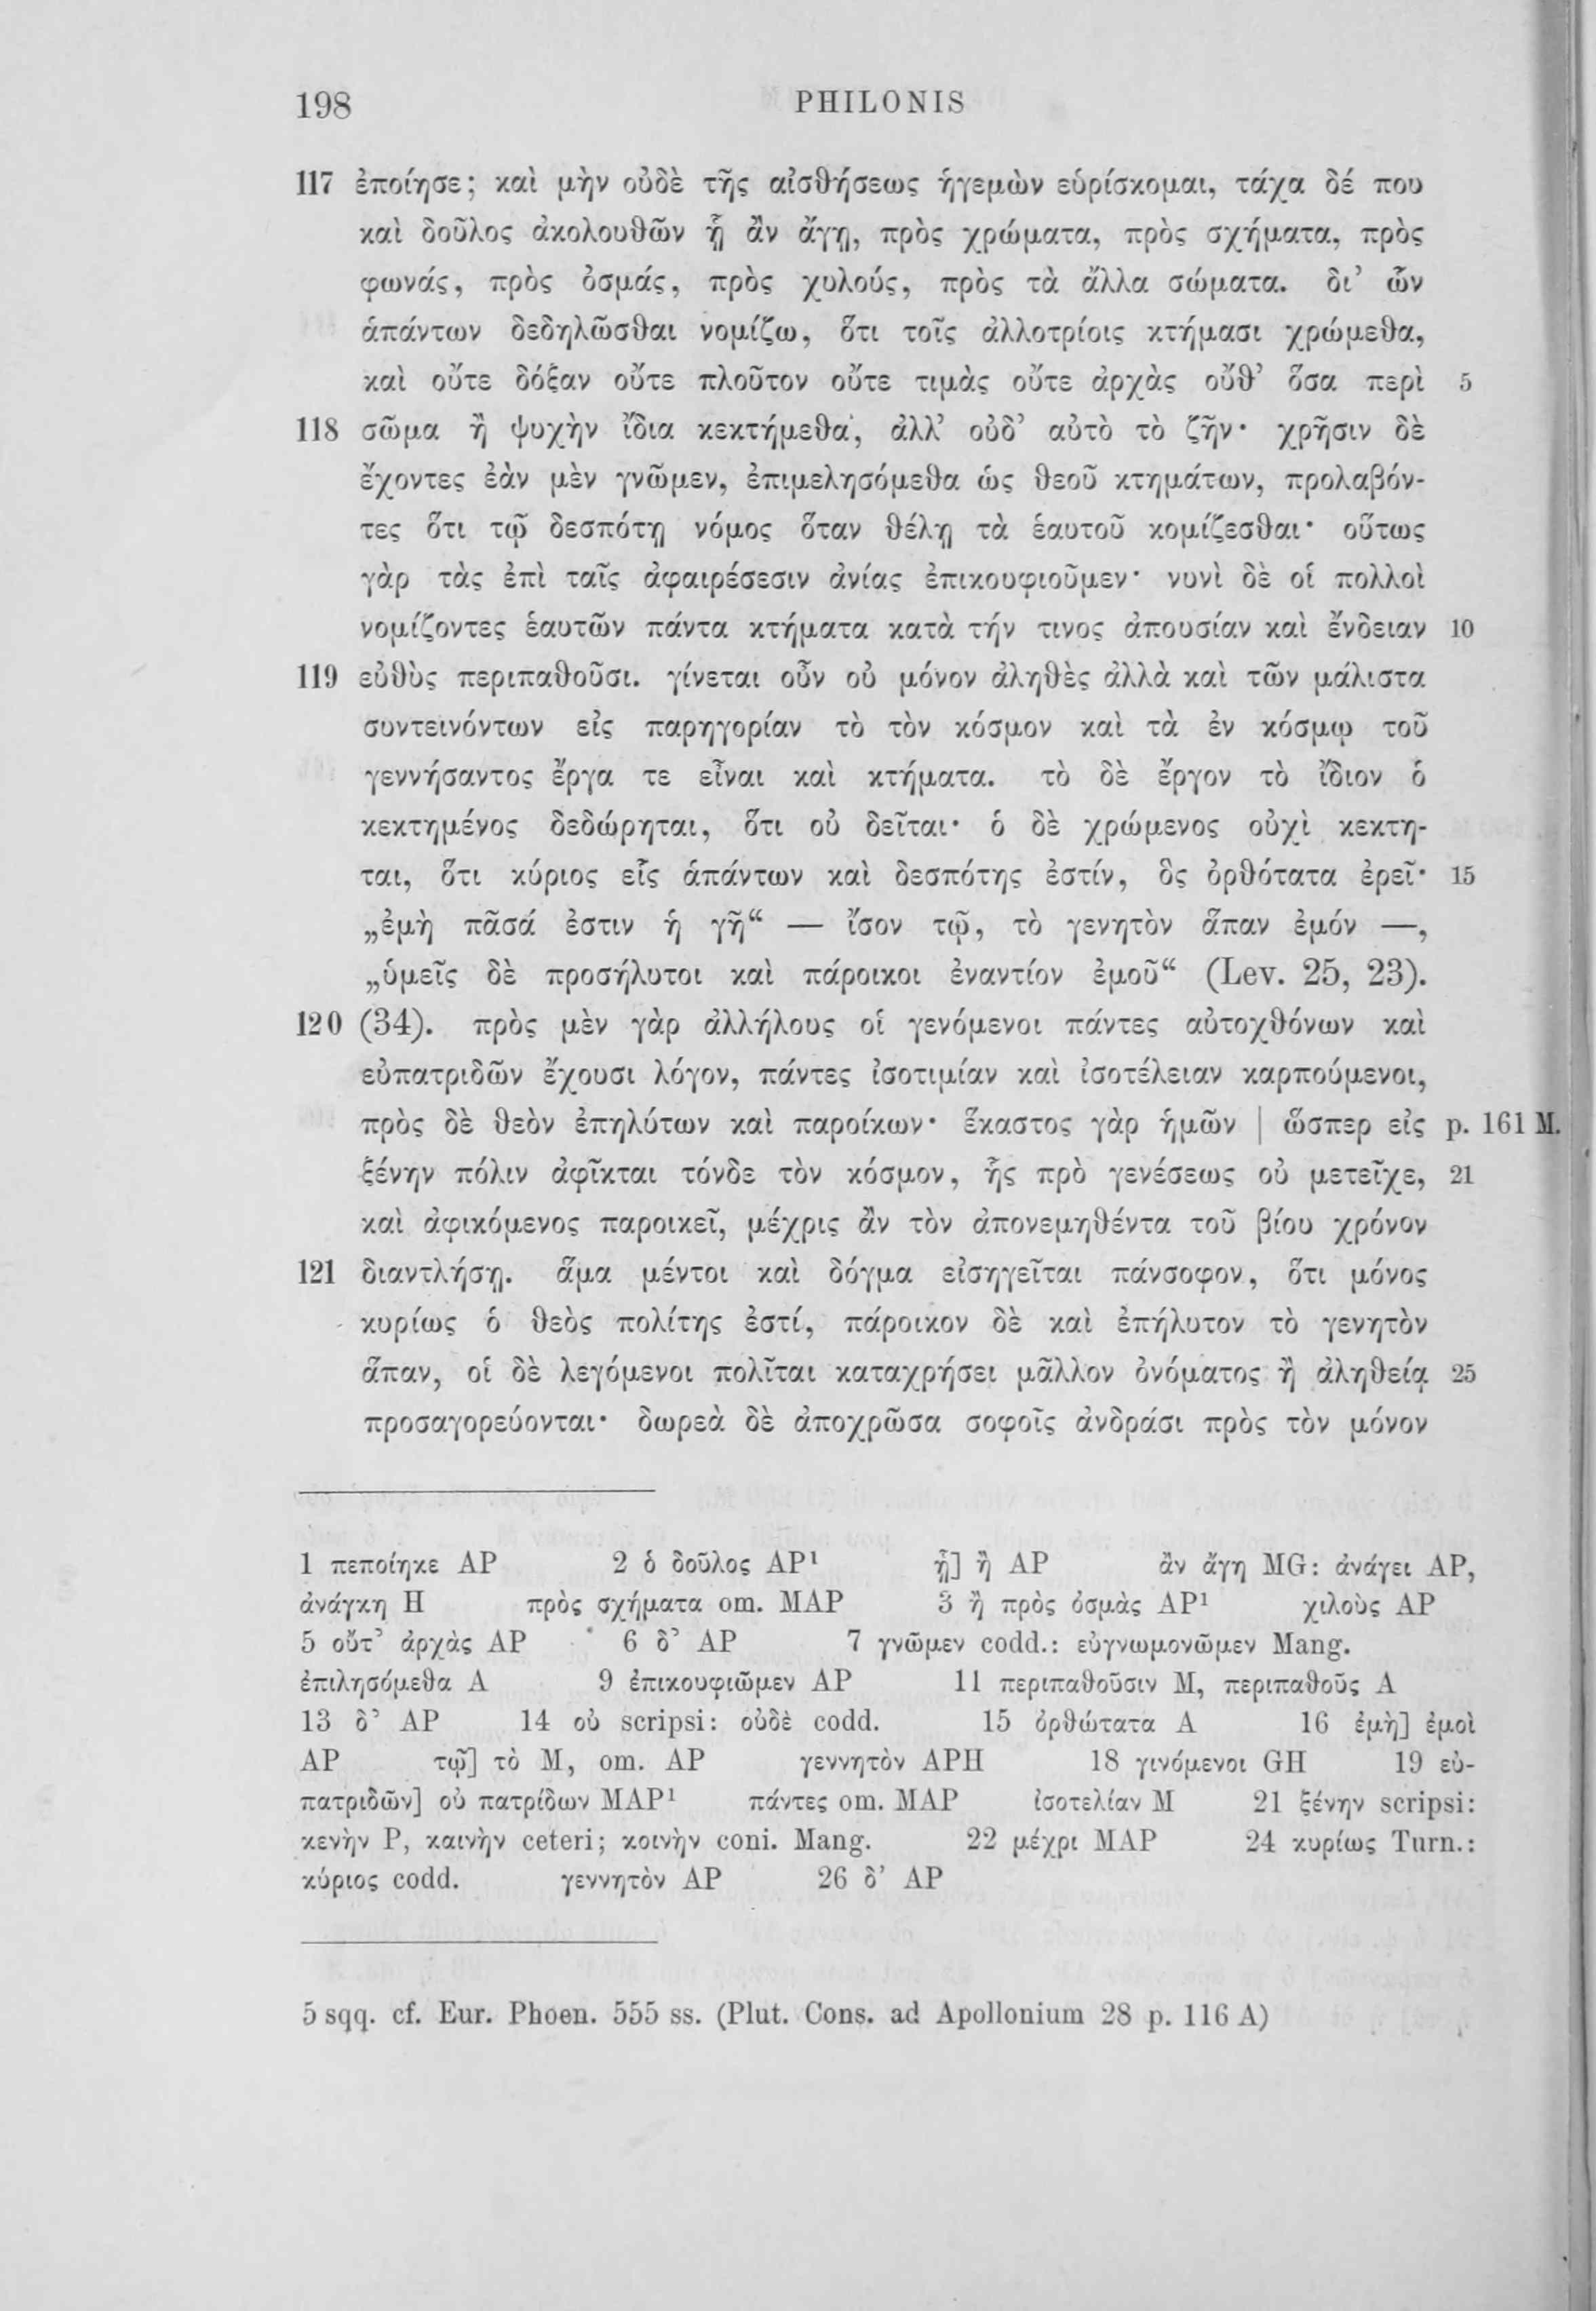 198 PHILONIS
117 ἐποίησε; καὶ μὴν οὐδὲ τῆς αἰσθήσεως ἡγεμὼν εὑρίσκομαι, τάχα δέ που
καὶ δοῦλος ἀκολουθῶν ᾗ ἂν ἄγῃ, πρὸς χρώματα, πρὸς σχήματα, πρὸς
φωνάς, πρὸς ὀσμάς, πρὸς χυλούς, πρὸς τὰ ἄλλα σώματα. δι’ ὧν
ἁπάντων δεδηλῶσθαι νομίζω, ὅτι τοῖς ἀλλοτρίοις κτήμασι χρώμεθα,
καὶ οὔτε δόξαν οὔτε πλοῦτον οὔτε τιμὰς οὔτε ἀρχὰς οὔθ’ ὅσα περὶ 5
118 σῶμα ἢ ψυχὴν ἴδια κεκτήμεθα, ἀλλ’ οὐδ’ αὐτὸ τὸ ζῆν· χρῆσιν δὲ
ἔχοντες ἐὰν μὲν γνῶμεν, ἐπιμελησόμεθα ὡς θεοῦ κτημάτων, προλαβόν-
τες ὅτι τῷ δεσπότῃ νόμος ὅταν θέλῃ τὰ ἑαυτοῦ κομίζεσθαι· οὕτως
γὰρ τὰς ἐπὶ ταῖς ἀφαιρέσεσιν ἀνίας ἐπικουφιοῦμεν· νυνὶ δὲ οἱ πολλοὶ
νομίζοντες ἑαυτῶν πάντα κτήματα κατὰ τήν τινος ἀπουσίαν καὶ ἔνδειαν 10
119 εὐθὺς περιπαθοῦσι. γίνεται οὖν οὐ μόνον ἀληθὲς ἀλλὰ καὶ τῶν μάλιστα
συντεινόντων εἰς παρηγορίαν τὸ τὸν κόσμον καὶ τὰ ἐν κόσμῳ τοῦ
γεννήσαντος ἔργα τε εἶναι καὶ κτήματα. τὸ δὲ ἔργον τὸ ἴδιον ὁ
κεκτημένος δεδώρηται, ὅτι οὐ δεῖται· ὁ δὲ χρώμενος οὐχὶ κεκτη-
ται, ὅτι κύριος εἷς ἁπάντων καὶ δεσπότης ἐστίν, ὃς ὀρθότατα ἐρεῖ· 15
„ἐμὴ πᾶσά ἐστιν ἡ γῆ“ — ἴσον τῷ, τὸ γενητὸν ἅπαν ἐμόν —,
„ὑμεῖς δὲ προσήλυτοι καὶ πάροικοι ἐναντίον ἐμοῦ“ (Lev. 25, 23).
120 (34). πρὸς μὲν γὰρ ἀλλήλους οἱ γενόμενοι πάντες αὐτοχθόνων καὶ
εὐπατριδῶν ἔχουσι λόγον, πάντες ἰσοτιμίαν καὶ ἰσοτέλειαν καρπούμενοι,
πρὸς δὲ θεὸν ἐπηλύτων καὶ παροίκων· ἕκαστος γὰρ ἡμῶν | ὥσπερ εἰς p. 161 M.
ξένην πόλιν ἀφῖκται τόνδε τὸν κόσμον, ἧς πρὸ γενέσεως οὐ μετεῖχε, 21
καὶ ἀφικόμενος παροικεῖ, μέχρις ἂν τὸν ἀπονεμηθέντα τοῦ βίου χρόνον
121 διαντλήσῃ. ἅμα μέντοι καὶ δόγμα εἰσηγεῖται πάνσοφον, ὅτι μόνος
κυρίως ὁ θεὸς πολίτης ἐστί, πάροικον δὲ καὶ ἐπήλυτον τὸ γενητὸν
ἅπαν, οἱ δὲ λεγόμενοι πολῖται καταχρήσει μᾶλλον ὀνόματος ἢ ἀληθείᾳ 25
προσαγορεύονται· δωρεὰ δὲ ἀποχρῶσα σοφοῖς ἀνδράσι πρὸς τὸν μόνον
1 πεποίηκε AP 2 ὁ δοῦλος AP¹ ᾗ] ἢ AP ἂν ἄγη MG: ἀνάγει AP,
ἀνάγκη H πρὸς σχήματα om. MAP 3 ἢ πρὸς ὀσμὰς AP¹ χιλοὺς AP
5 οὔτ’ ἀρχὰς AP 6 δ’ AP 7 γνῶμεν codd.: εὐγνωμονῶμεν Mang.
ἐπιλησόμεθα A 9 ἐπικουφιῶμεν AP 11 περιπαθοῦσιν M, περιπαθοῦς A
13 δ’ AP 14 οὐ scripsi: οὐδὲ codd. 15 ὀρθώτατα A 16 ἐμὴ] ἐμοὶ
AP τῷ] τὸ M, om. AP γεννητὸν APH 18 γινόμενοι GH 19 εὐ-
πατριδῶν] οὐ πατρίδων MAP¹ πάντες om. MAP ἰσοτελίαν M 21 ξένην scripsi:
κενὴν P, καινὴν ceteri; κοινὴν coni. Mang. 22 μέχρι MAP 24 κυρίως Turn.:
κύριος codd. γεννητὸν AP 26 δ’ AP
5 sqq. cf. Eur. Phoen. 555 ss. (Plut. Cons. ad Apollonium 28 p. 116 A)